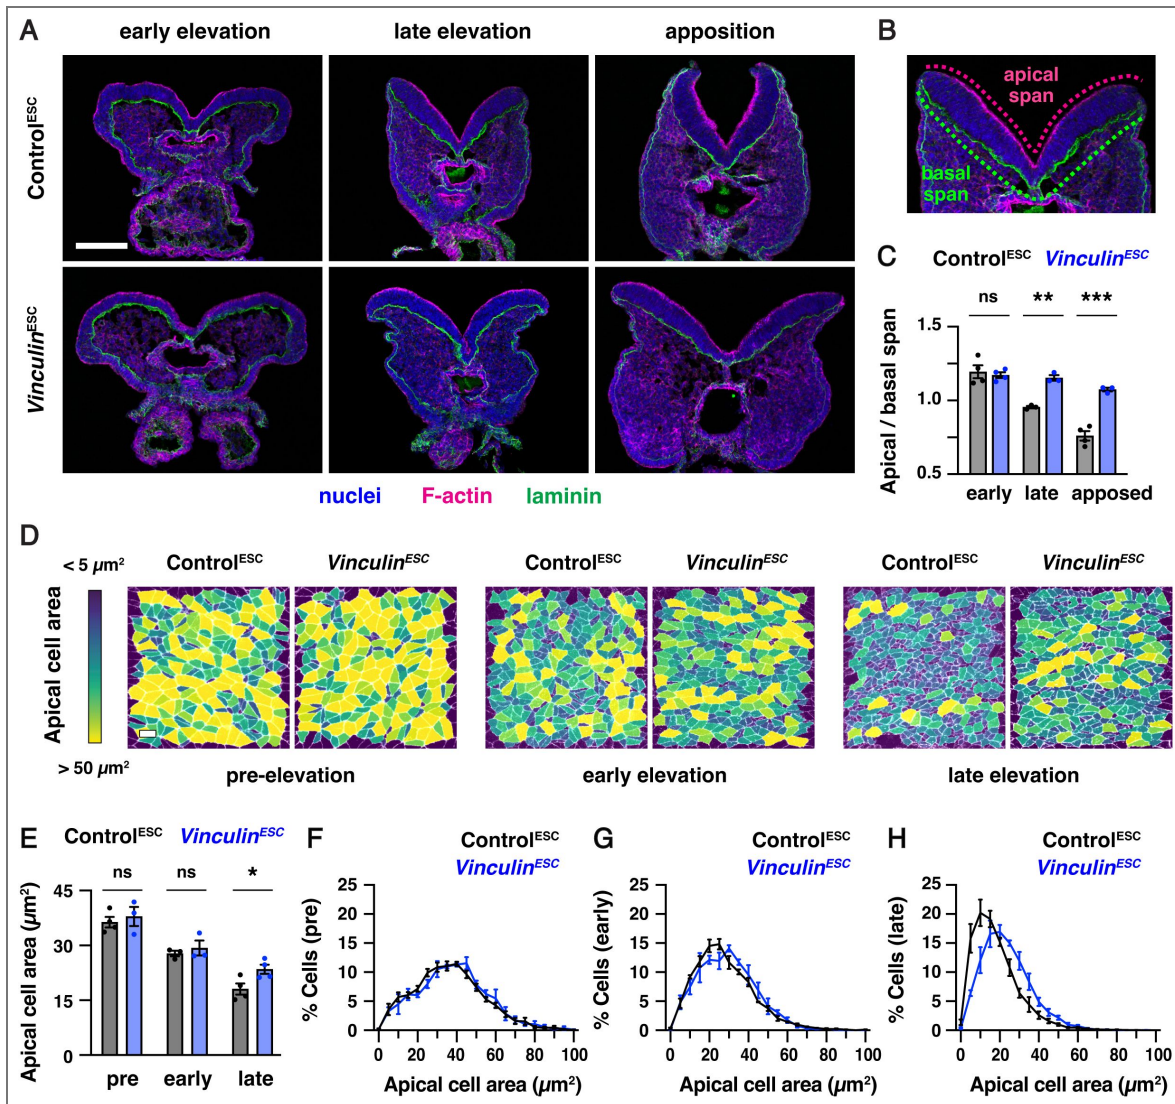 A
early elevation
late elevation
apposition
Control^ESC
Vinculin^ESC
nuclei
F-actin
laminin
B
apical
span
basal
span
C
Control^ESC Vinculin^ESC
ns
**
***
Apical / basal span
1.5
1.0
0.5
early
late
apposed
D
< 5 µm²
Apical cell area
> 50 µm²
Control^ESC
Vinculin^ESC
Control^ESC
Vinculin^ESC
Control^ESC
Vinculin^ESC
pre-elevation
early elevation
late elevation
E
Control^ESC Vinculin^ESC
ns
ns
*
Apical cell area (µm²)
45
30
15
0
pre
early
late
F
Control^ESC
Vinculin^ESC
% Cells (pre)
25
20
15
10
5
0
0 20 40 60 80 100
Apical cell area (µm²)
G
Control^ESC
Vinculin^ESC
% Cells (early)
25
20
15
10
5
0
0 20 40 60 80 100
Apical cell area (µm²)
H
Control^ESC
Vinculin^ESC
% Cells (late)
25
20
15
10
5
0
0 20 40 60 80 100
Apical cell area (µm²)